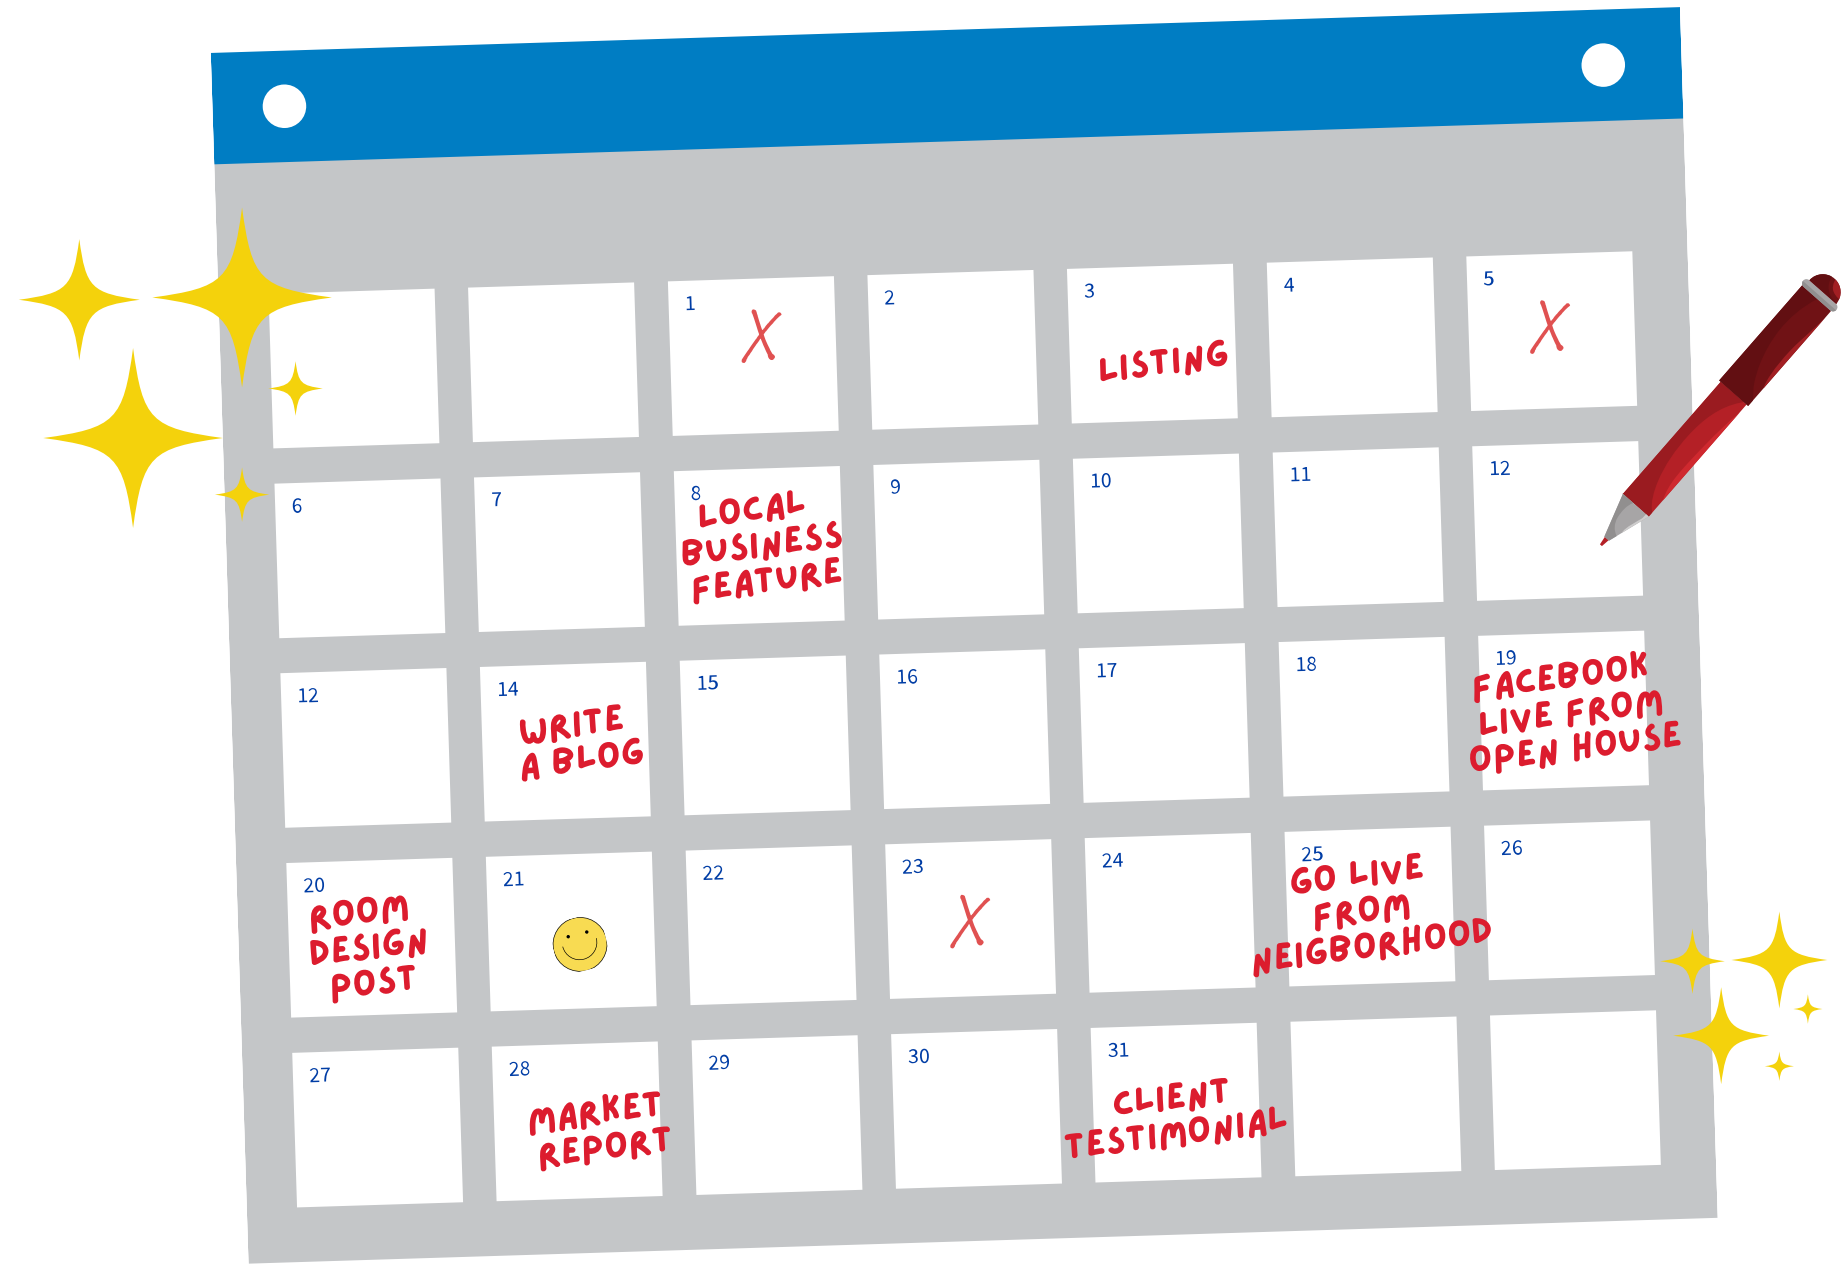 1
2
3
LISTING
4
5
6
7
8
LOCAL
BUSINESS
FEATURE
9
10
11
12
12
14
WRITE
A BLOG
15
16
17
18
19
FACEBOOK
LIVE FROM
OPEN HOUSE
20
ROOM
DESIGN
POST
21
22
23
24
25
GO LIVE
FROM
NEIGBORHOOD
26
27
28
MARKET
REPORT
29
30
31
CLIENT
TESTIMONIAL